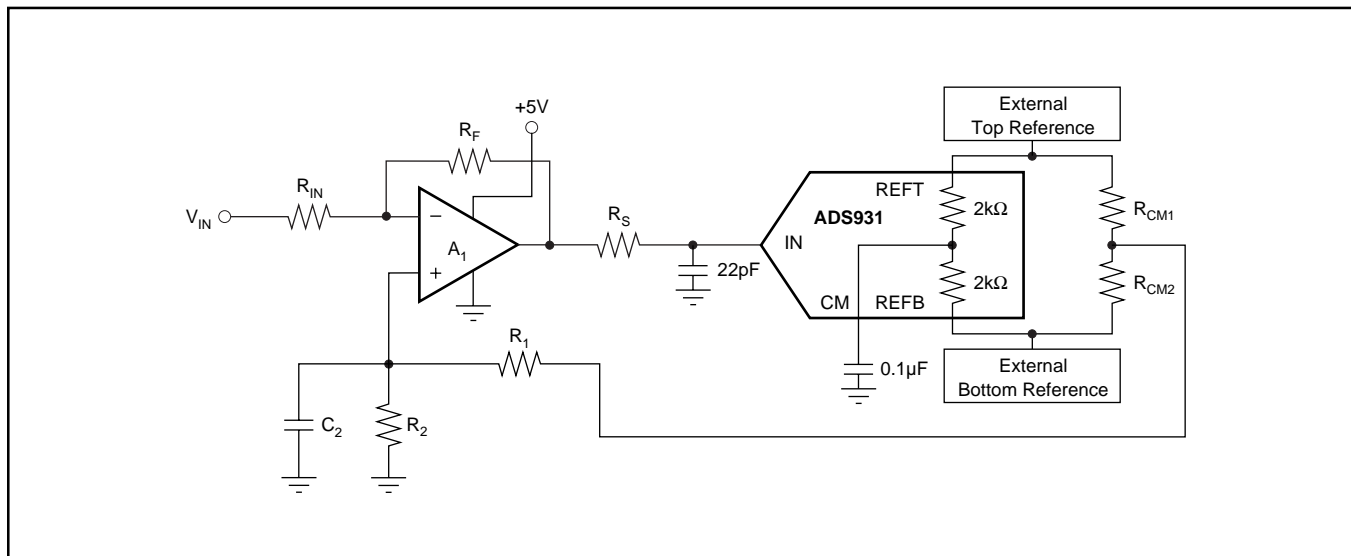 +5V
R_F
R_IN
V_IN
−
A_1
+
R_S
22pF
IN
REFT
ADS931
2kΩ
2kΩ
CM REFB
0.1µF
External
Top Reference
R_CM1
R_CM2
External
Bottom Reference
R_1
C_2
R_2